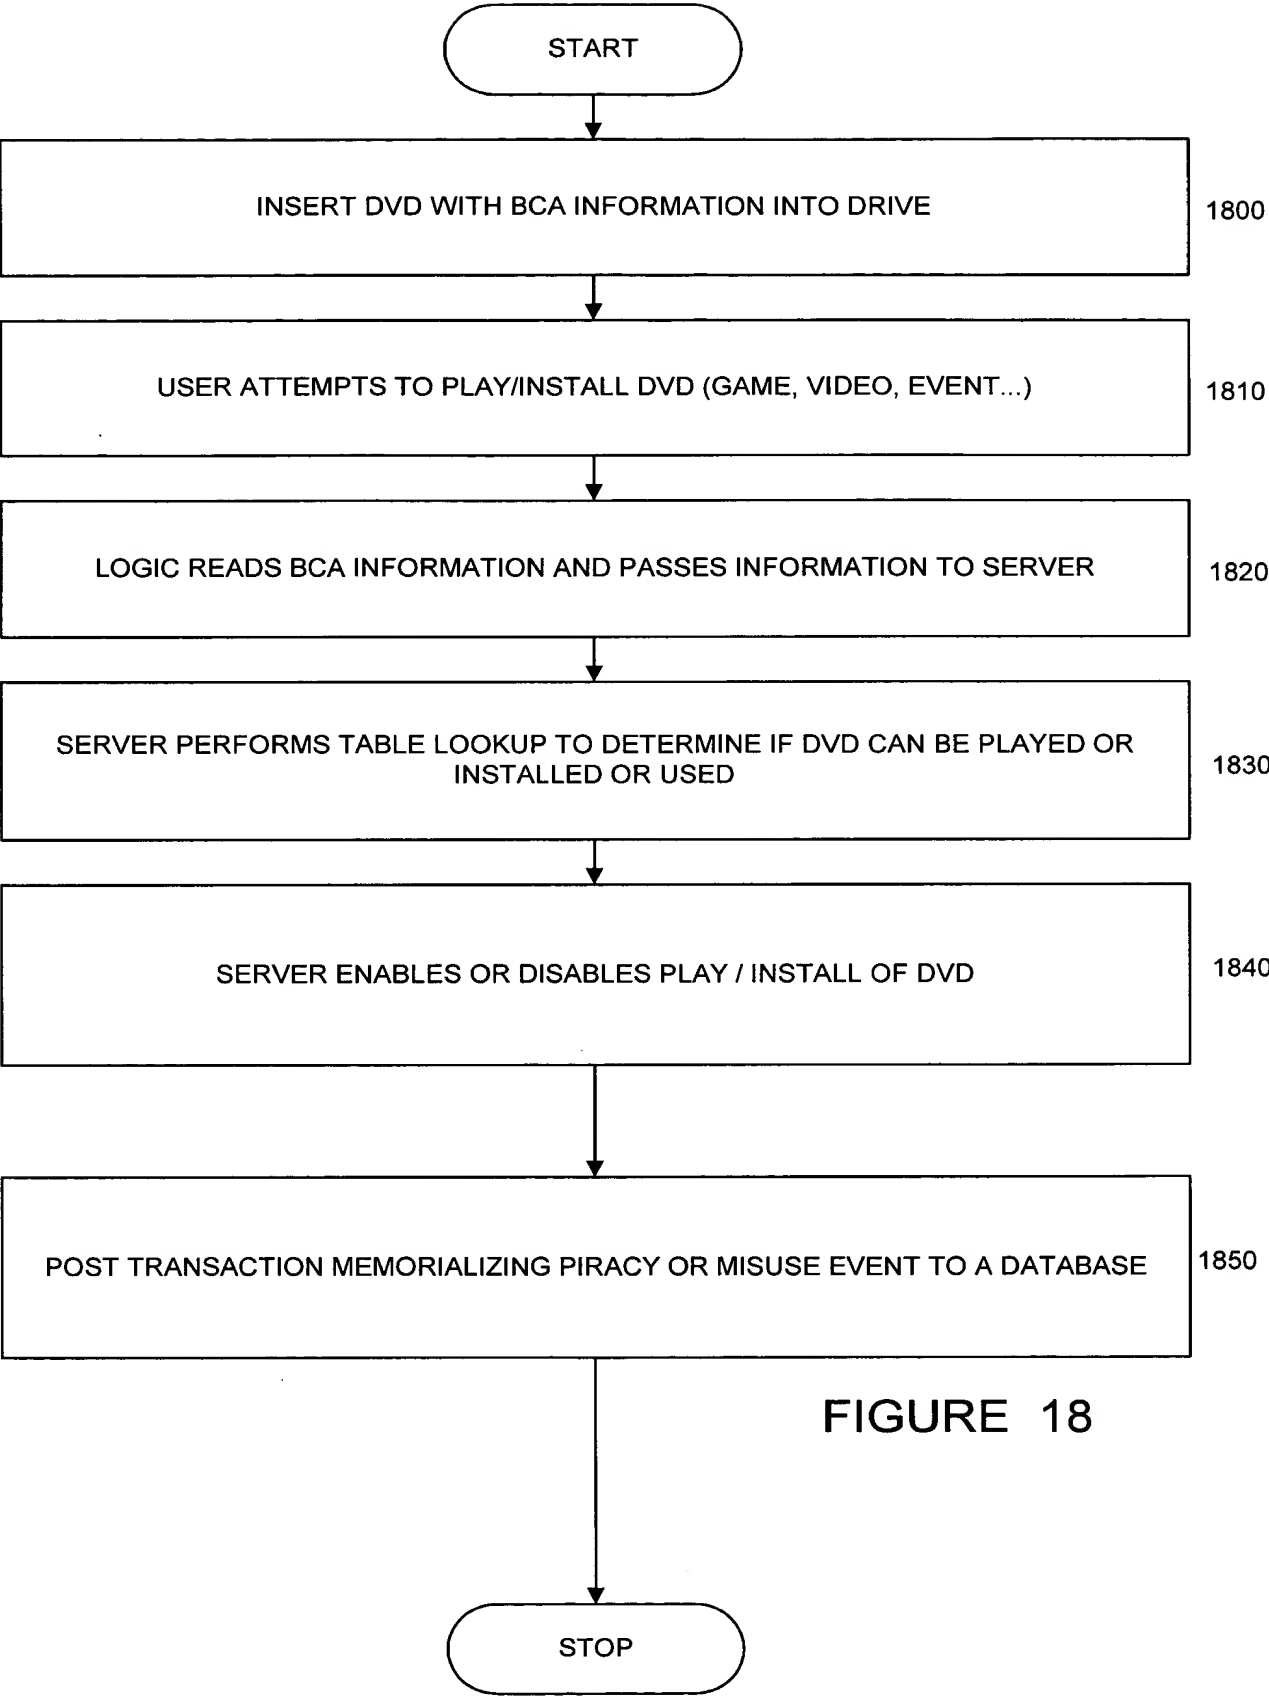 START
INSERT DVD WITH BCA INFORMATION INTO DRIVE
1800
USER ATTEMPTS TO PLAY/INSTALL DVD (GAME, VIDEO, EVENT...)
1810
LOGIC READS BCA INFORMATION AND PASSES INFORMATION TO SERVER
1820
SERVER PERFORMS TABLE LOOKUP TO DETERMINE IF DVD CAN BE PLAYED OR
INSTALLED OR USED
1830
SERVER ENABLES OR DISABLES PLAY / INSTALL OF DVD
1840
POST TRANSACTION MEMORIALIZING PIRACY OR MISUSE EVENT TO A DATABASE
1850
FIGURE 18
STOP